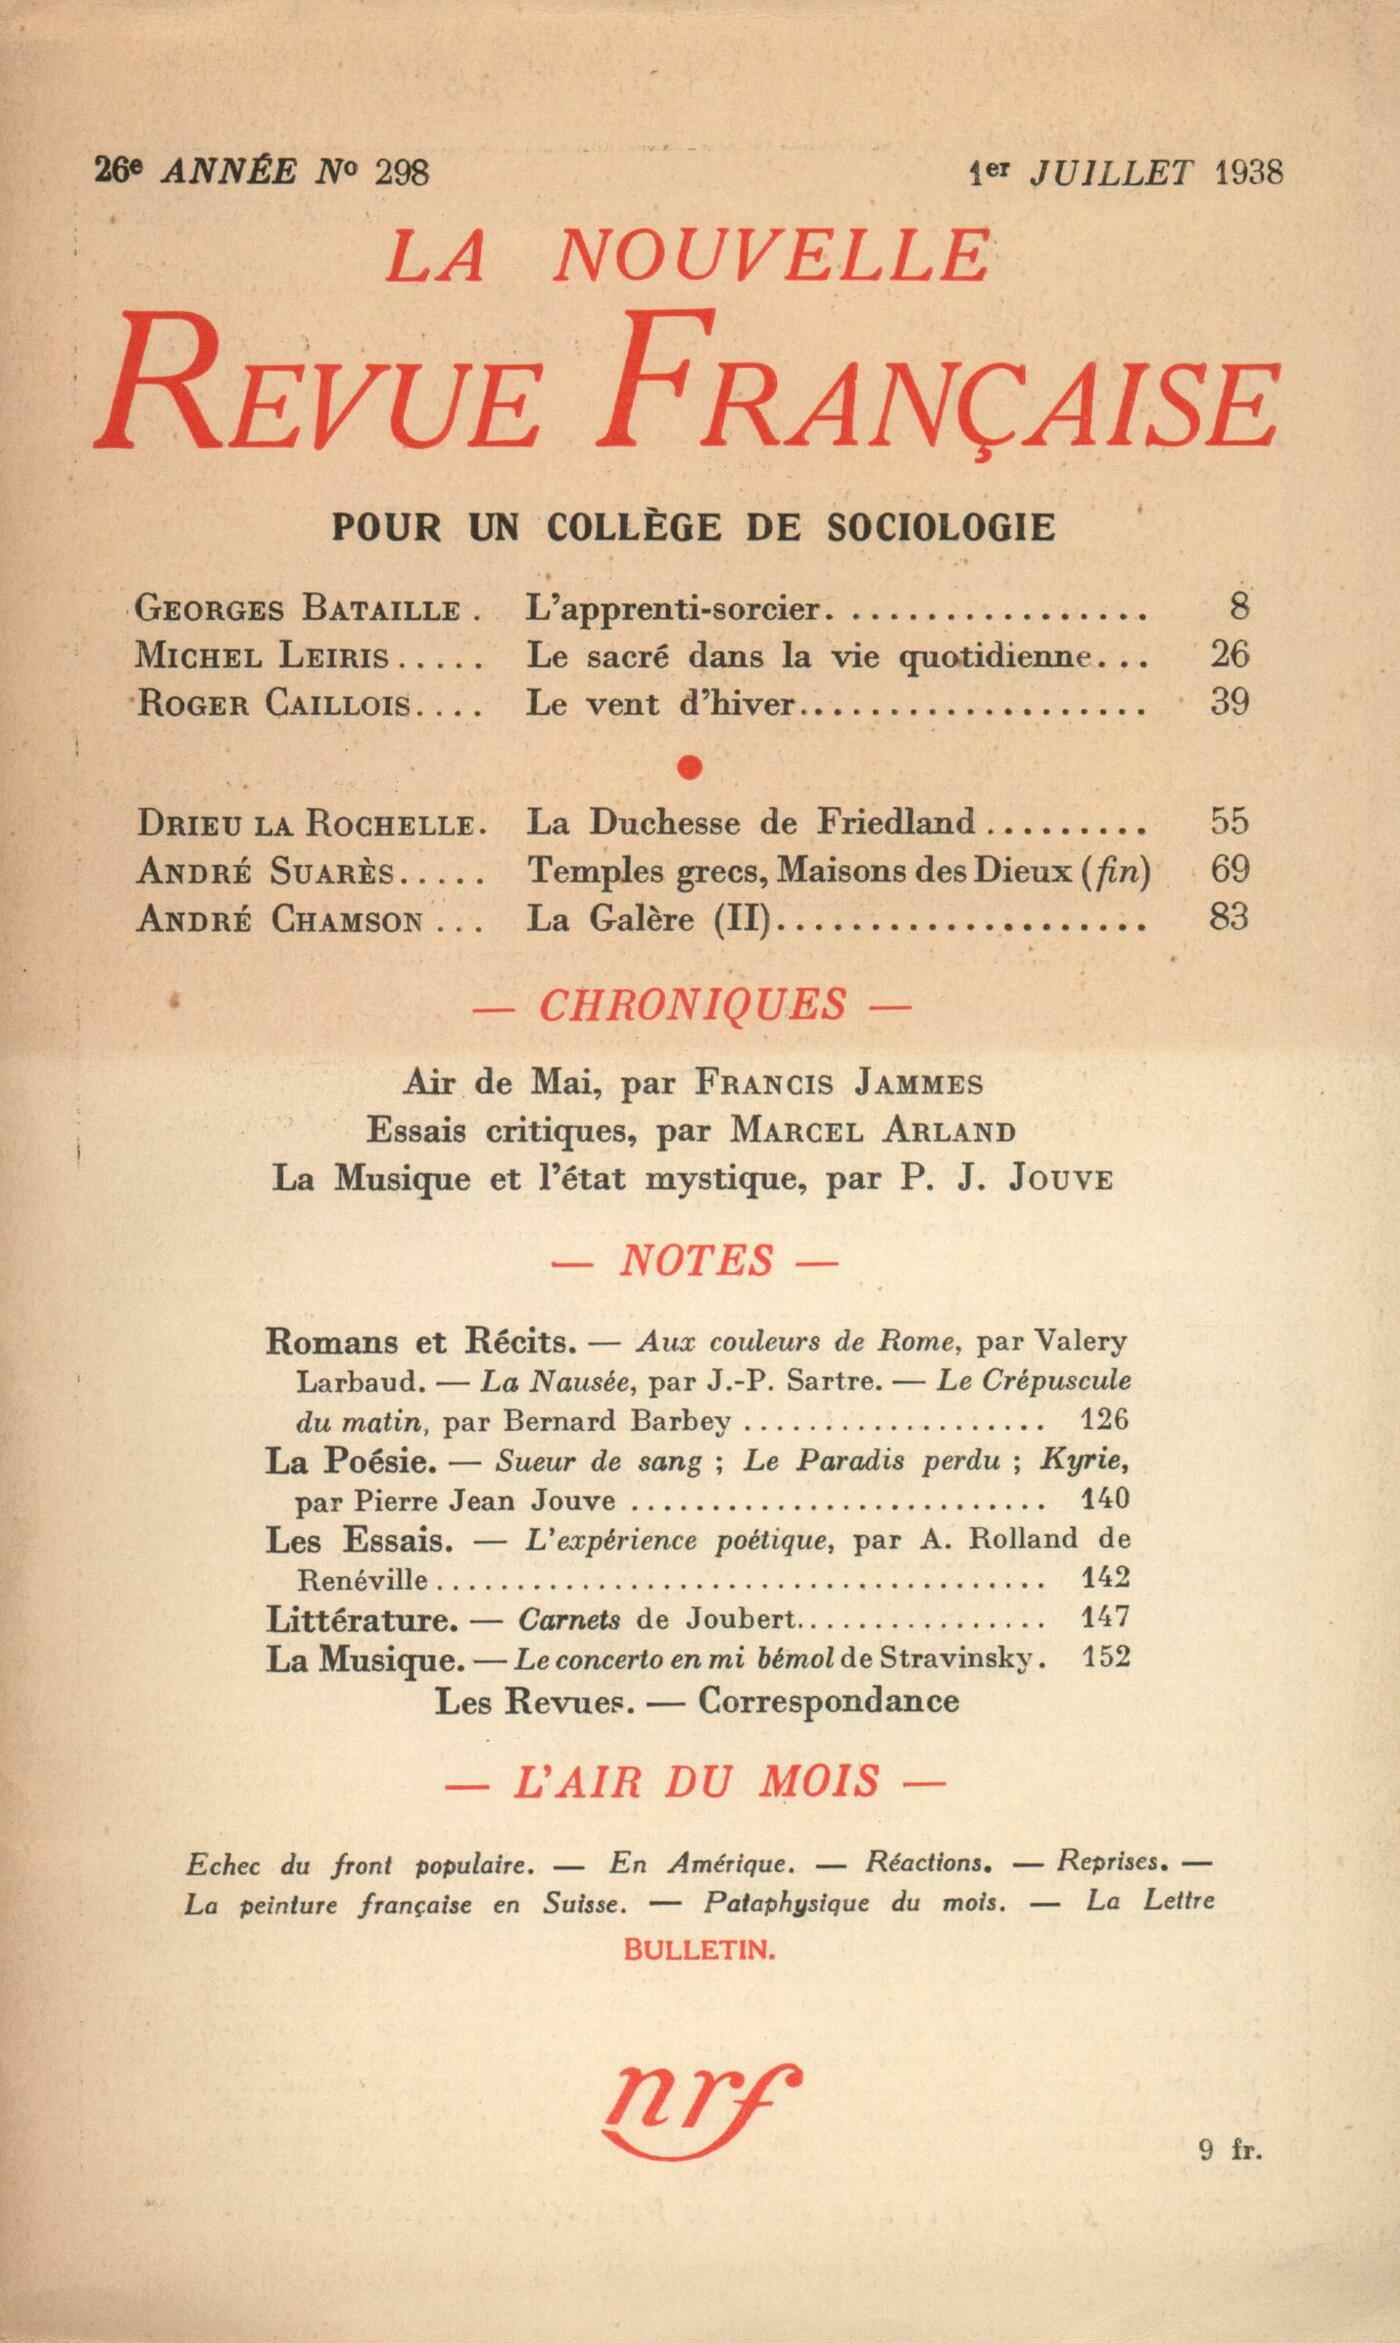 26e ANNÉE No 298
1er JUILLET 1938
LA NOUVELLE
REVUE FRANÇAISE
POUR UN COLLÈGE DE SOCIOLOGIE
GEORGES BATAILLE . L'apprenti-sorcier. ................ 8
MICHEL LEIRIS..... Le sacré dans la vie quotidienne... 26
ROGER CAILLOIS.... Le vent d'hiver................... 39
DRIEU LA ROCHELLE. La Duchesse de Friedland ......... 55
ANDRÉ SUARÈS..... Temples grecs, Maisons des Dieux (fin) 69
ANDRÉ CHAMSON ... La Galère (II).................... 83
— CHRONIQUES —
Air de Mai, par FRANCIS JAMMES
Essais critiques, par MARCEL ARLAND
La Musique et l'état mystique, par P. J. JOUVE
— NOTES —
Romans et Récits. — Aux couleurs de Rome, par Valery
Larbaud. — La Nausée, par J.-P. Sartre. — Le Crépuscule
du matin, par Bernard Barbey ................... 126
La Poésie. — Sueur de sang ; Le Paradis perdu ; Kyrie,
par Pierre Jean Jouve .......................... 140
Les Essais. — L'expérience poétique, par A. Rolland de
Renéville....................................... 142
Littérature. — Carnets de Joubert................ 147
La Musique. — Le concerto en mi bémol de Stravinsky. 152
Les Revues. — Correspondance
— L'AIR DU MOIS —
Echec du front populaire. — En Amérique. — Réactions. — Reprises. —
La peinture française en Suisse. — Pataphysique du mois. — La Lettre
BULLETIN.
nrf
9 fr.